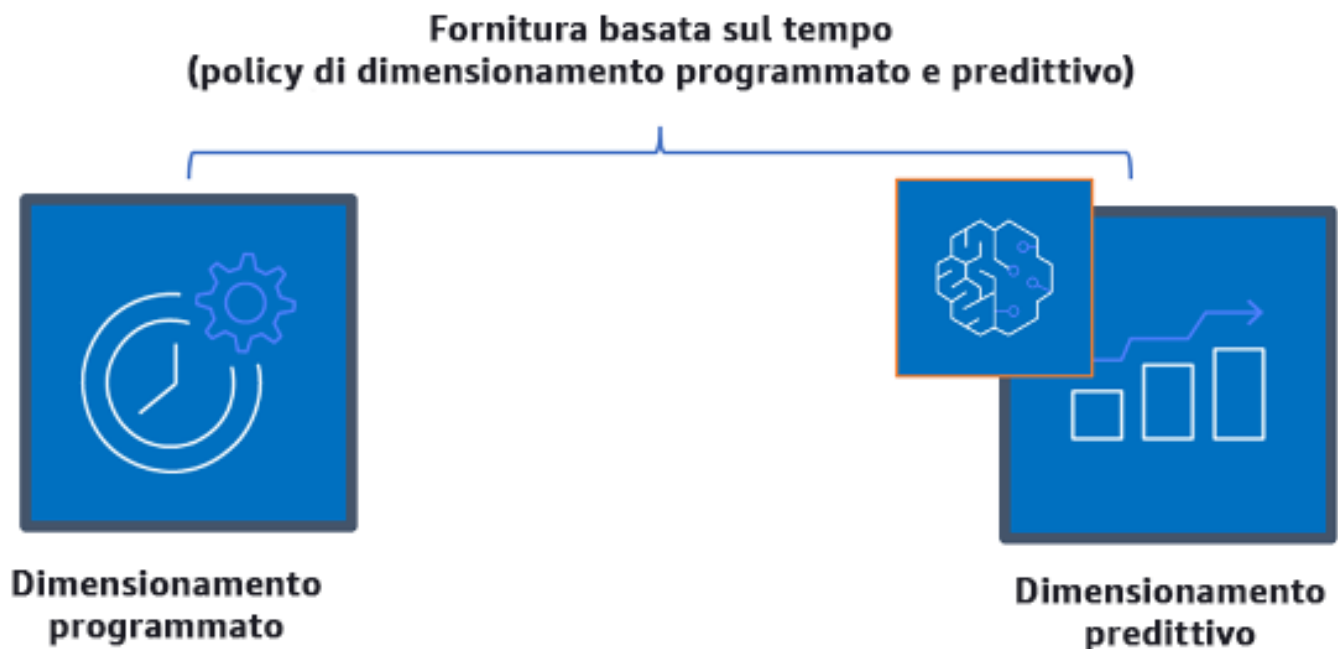 Fornitura basata sul tempo
(policy di dimensionamento programmato e predittivo)
Dimensionamento
programmato
Dimensionamento
predittivo